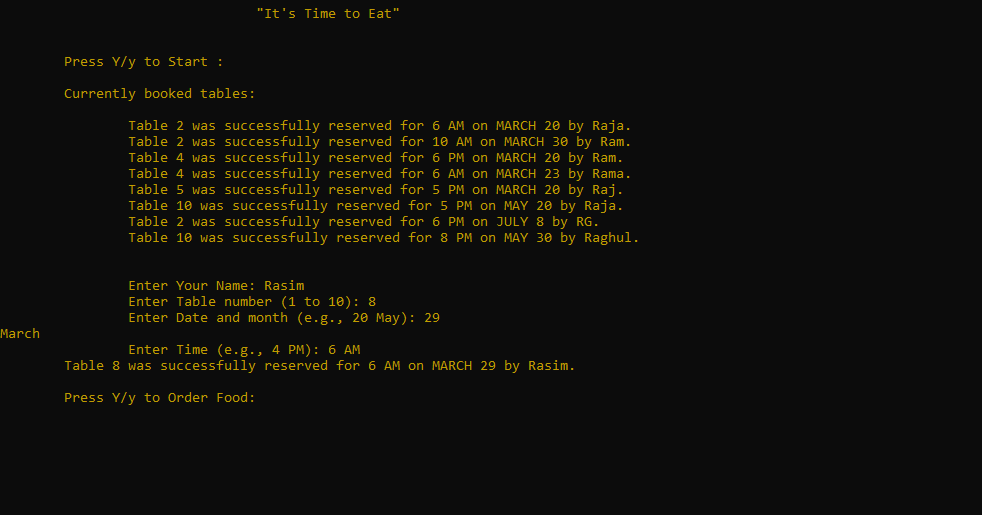 "It's Time to Eat"
Press Y/y to Start :
Currently booked tables:
Table 2 was successfully reserved for 6 AM on MARCH 20 by Raja.
Table 2 was successfully reserved for 10 AM on MARCH 30 by Ram.
Table 4 was successfully reserved for 6 PM on MARCH 20 by Ram.
Table 4 was successfully reserved for 6 AM on MARCH 23 by Rama.
Table 5 was successfully reserved for 5 PM on MARCH 20 by Raj.
Table 10 was successfully reserved for 5 PM on MAY 20 by Raja.
Table 2 was successfully reserved for 6 PM on JULY 8 by RG.
Table 10 was successfully reserved for 8 PM on MAY 30 by Raghul.
Enter Your Name: Rasim
Enter Table number (1 to 10): 8
Enter Date and month (e.g., 20 May): 29
March
Enter Time (e.g., 4 PM): 6 AM
Table 8 was successfully reserved for 6 AM on MARCH 29 by Rasim.
Press Y/y to Order Food: